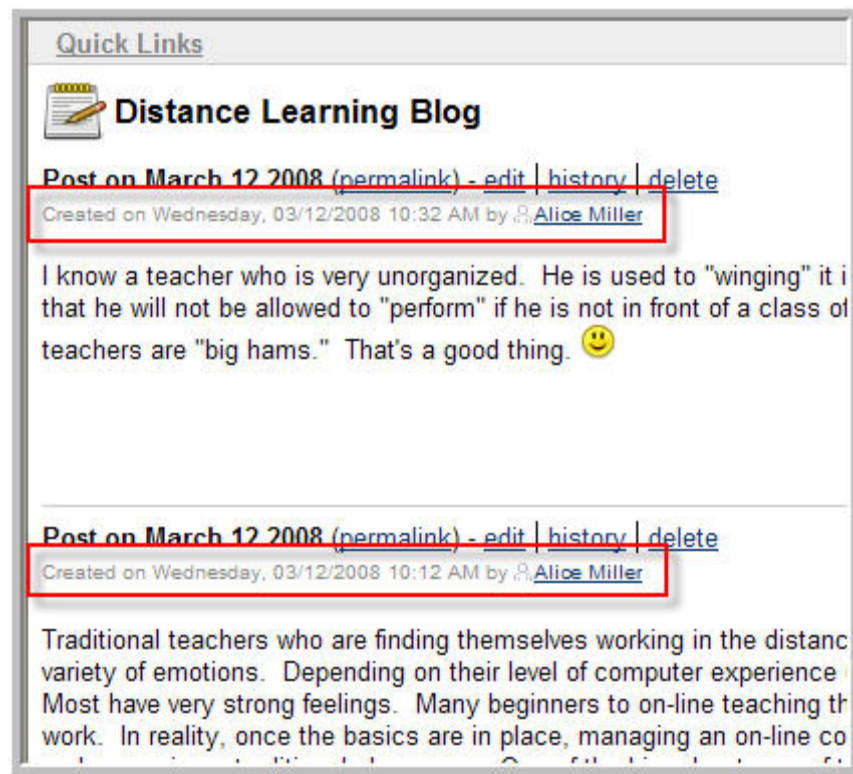 Quick Links
Distance Learning Blog
Post on March 12 2008 (permalink) - edit | history | delete
Created on Wednesday, 03/12/2008 10:32 AM by Alice Miller
I know a teacher who is very unorganized.  He is used to "winging" it i
that he will not be allowed to "perform" if he is not in front of a class of
teachers are "big hams."  That's a good thing.
Post on March 12 2008 (permalink) - edit | history | delete
Created on Wednesday, 03/12/2008 10:12 AM by Alice Miller
Traditional teachers who are finding themselves working in the distanc
variety of emotions.  Depending on their level of computer experience
Most have very strong feelings.  Many beginners to on-line teaching th
work.  In reality, once the basics are in place, managing an on-line co